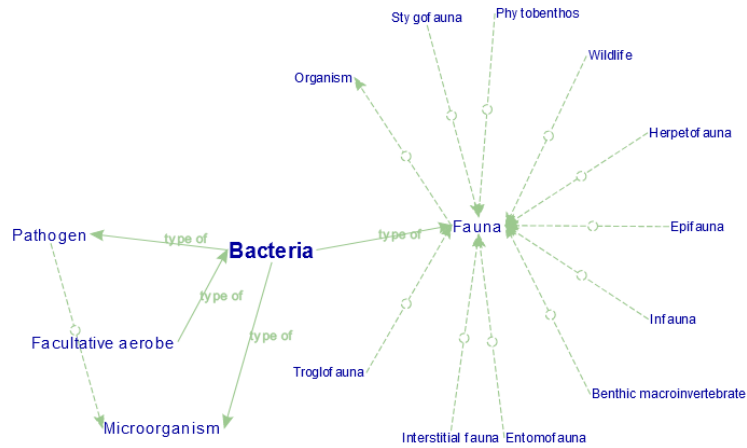 Stygofauna
Phytobenthos
Wildlife
Organism
Herpetofauna
Pathogen
type of
Bacteria
type of
Fauna
Epifauna
type of
Infauna
type of
Facultative aerobe
Troglofauna
Benthic macroinvertebrate
Microorganism
Interstitial fauna
Entomofauna